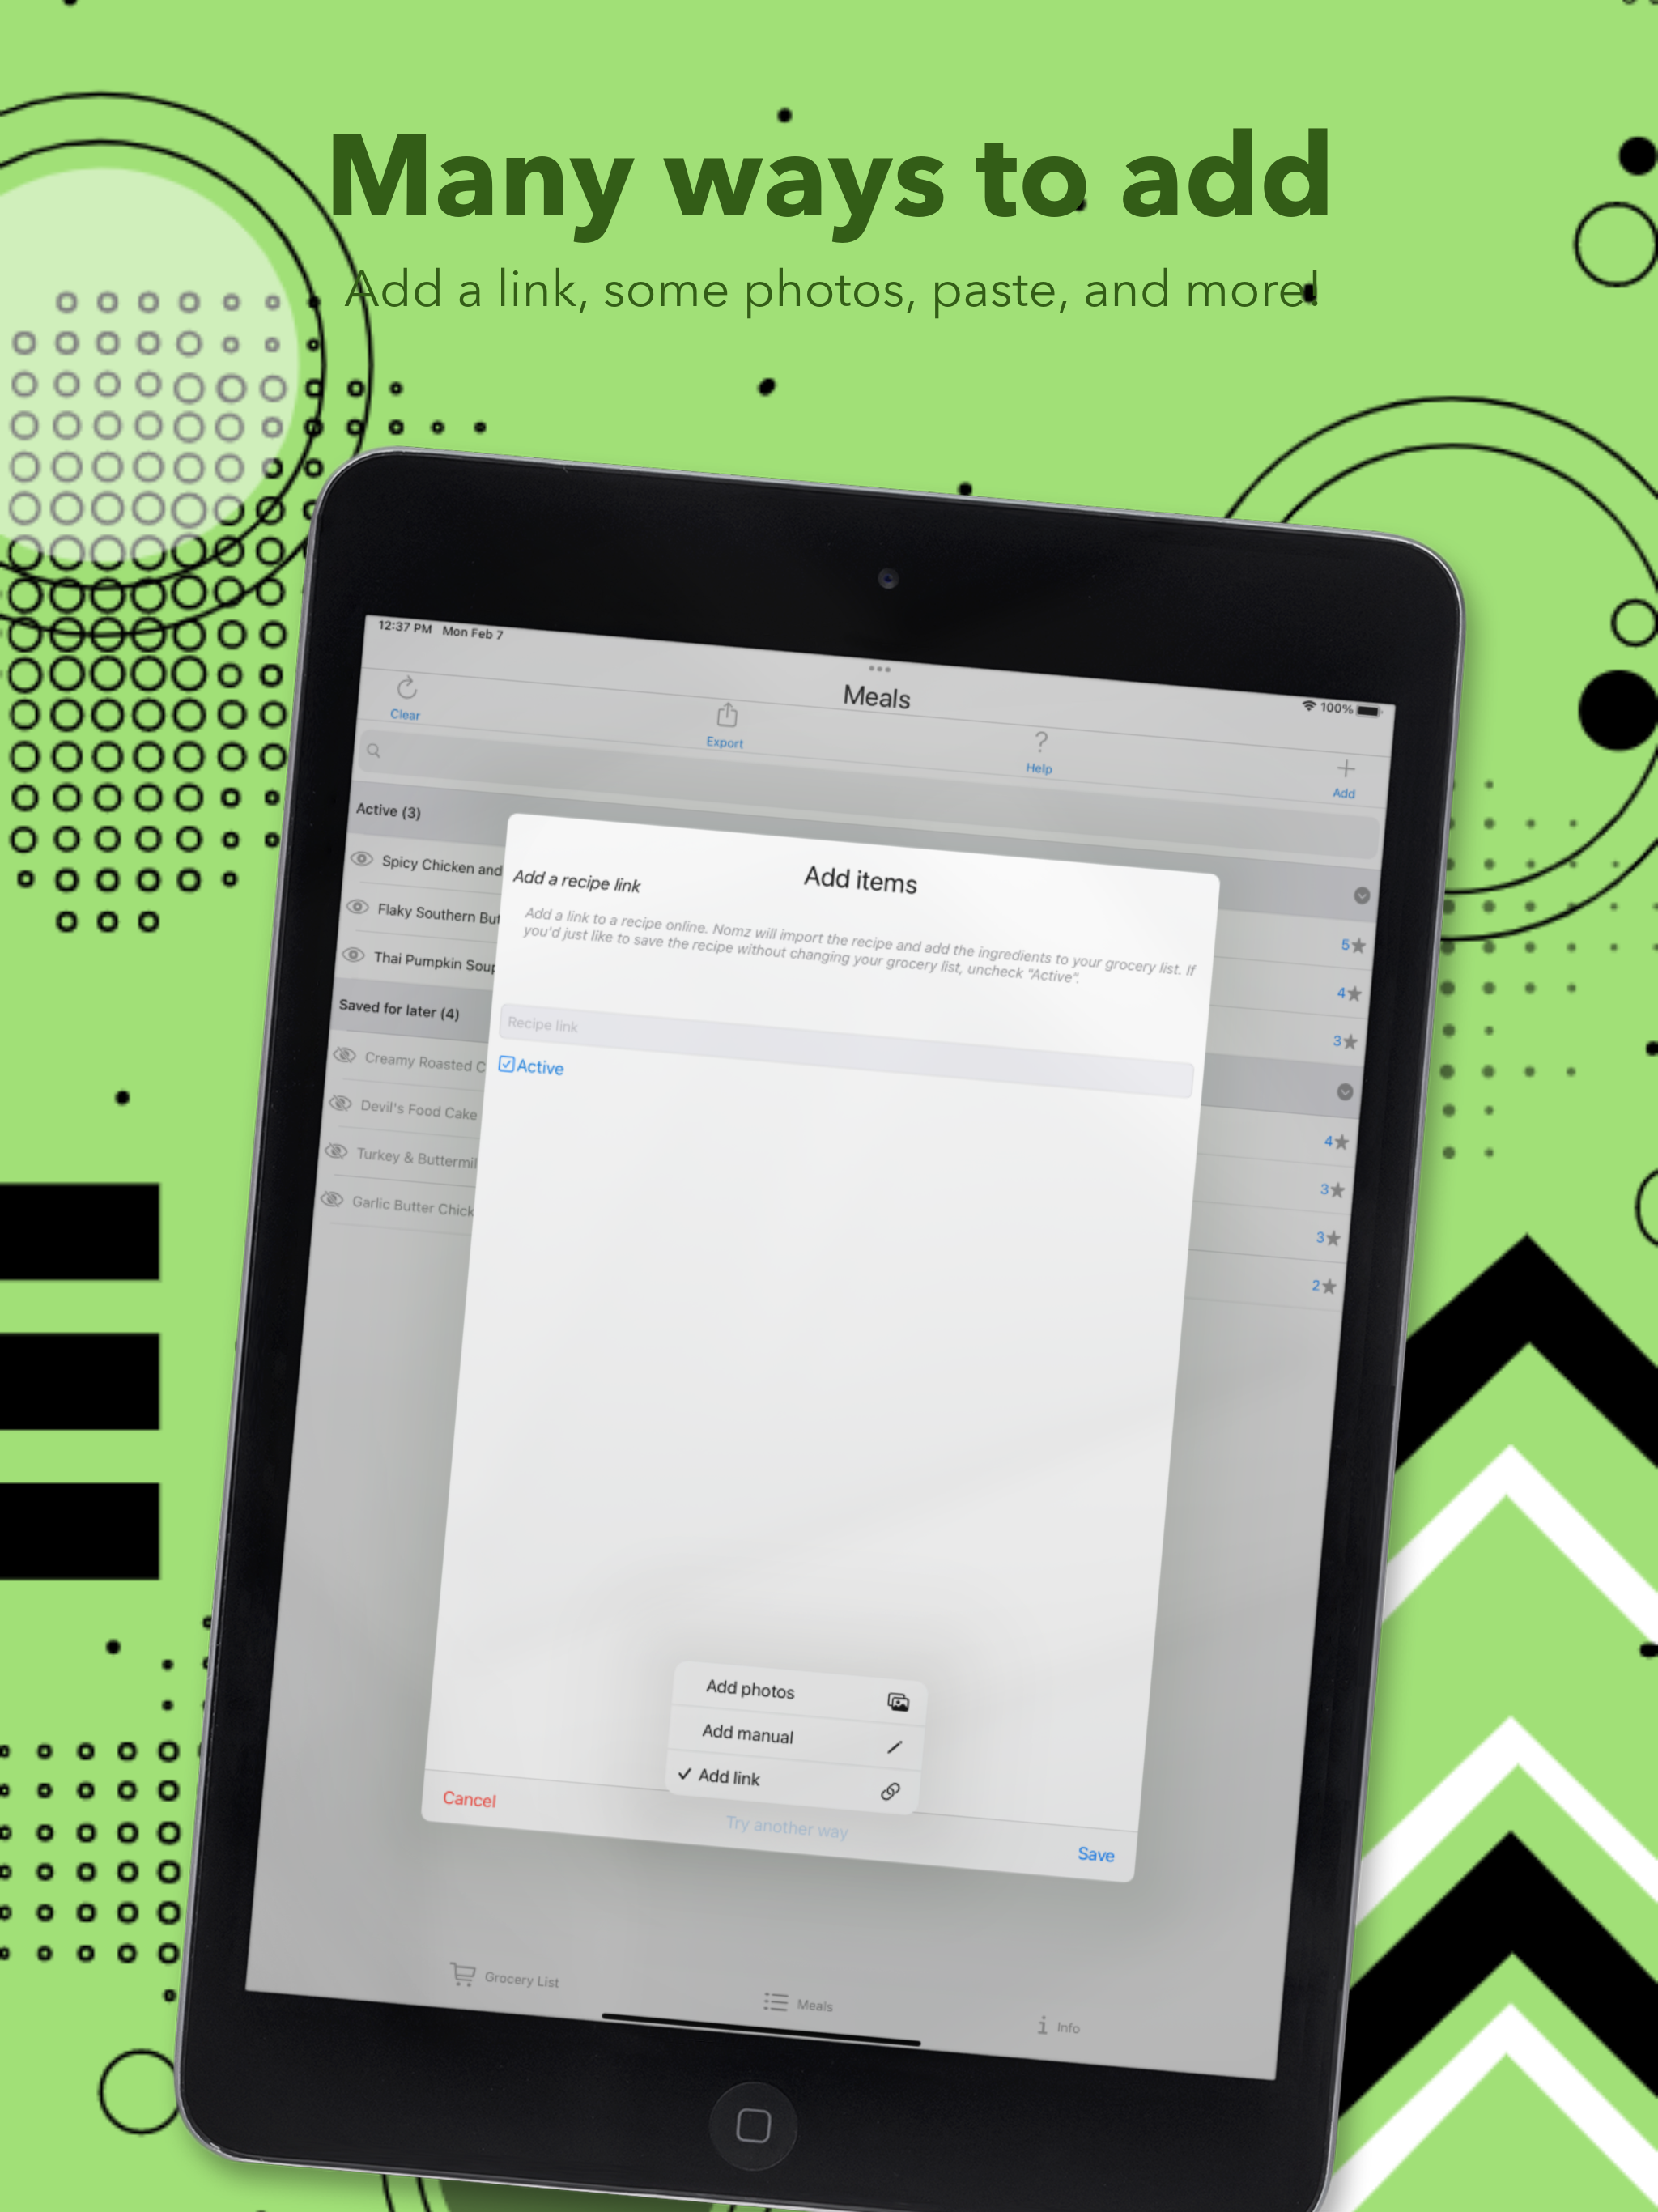 Many ways to add
Add a link, some photos, paste, and more!
12:37 PM Mon Feb 7
100%
Meals
Clear
Export
Help
Add
Active (3)
Spicy Chicken and
5
Flaky Southern But
4
Thai Pumpkin Soup
3
Saved for later (4)
Creamy Roasted C
4
Devil's Food Cake
3
Turkey & Buttermil
3
Garlic Butter Chick
2
Add items
Add a recipe link
Add a link to a recipe online. Nomz will import the recipe and add the ingredients to your grocery list. If
you'd just like to save the recipe without changing your grocery list, uncheck "Active".
Recipe link
Active
Add photos
Add manual
Add link
Cancel
Try another way
Save
Grocery List
Meals
Info